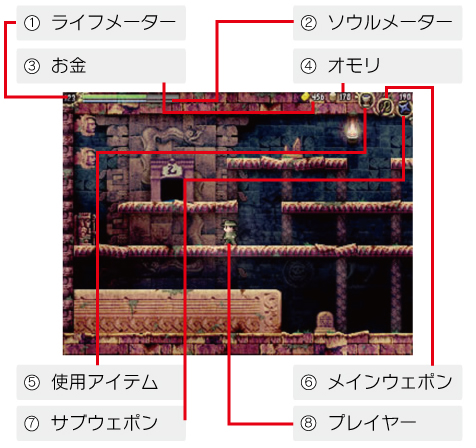 ① ライフメーター
② ソウルメーター
③ お金
④ オモリ
⑤ 使用アイテム
⑥ メインウェポン
⑦ サブウェポン
⑧ プレイヤー